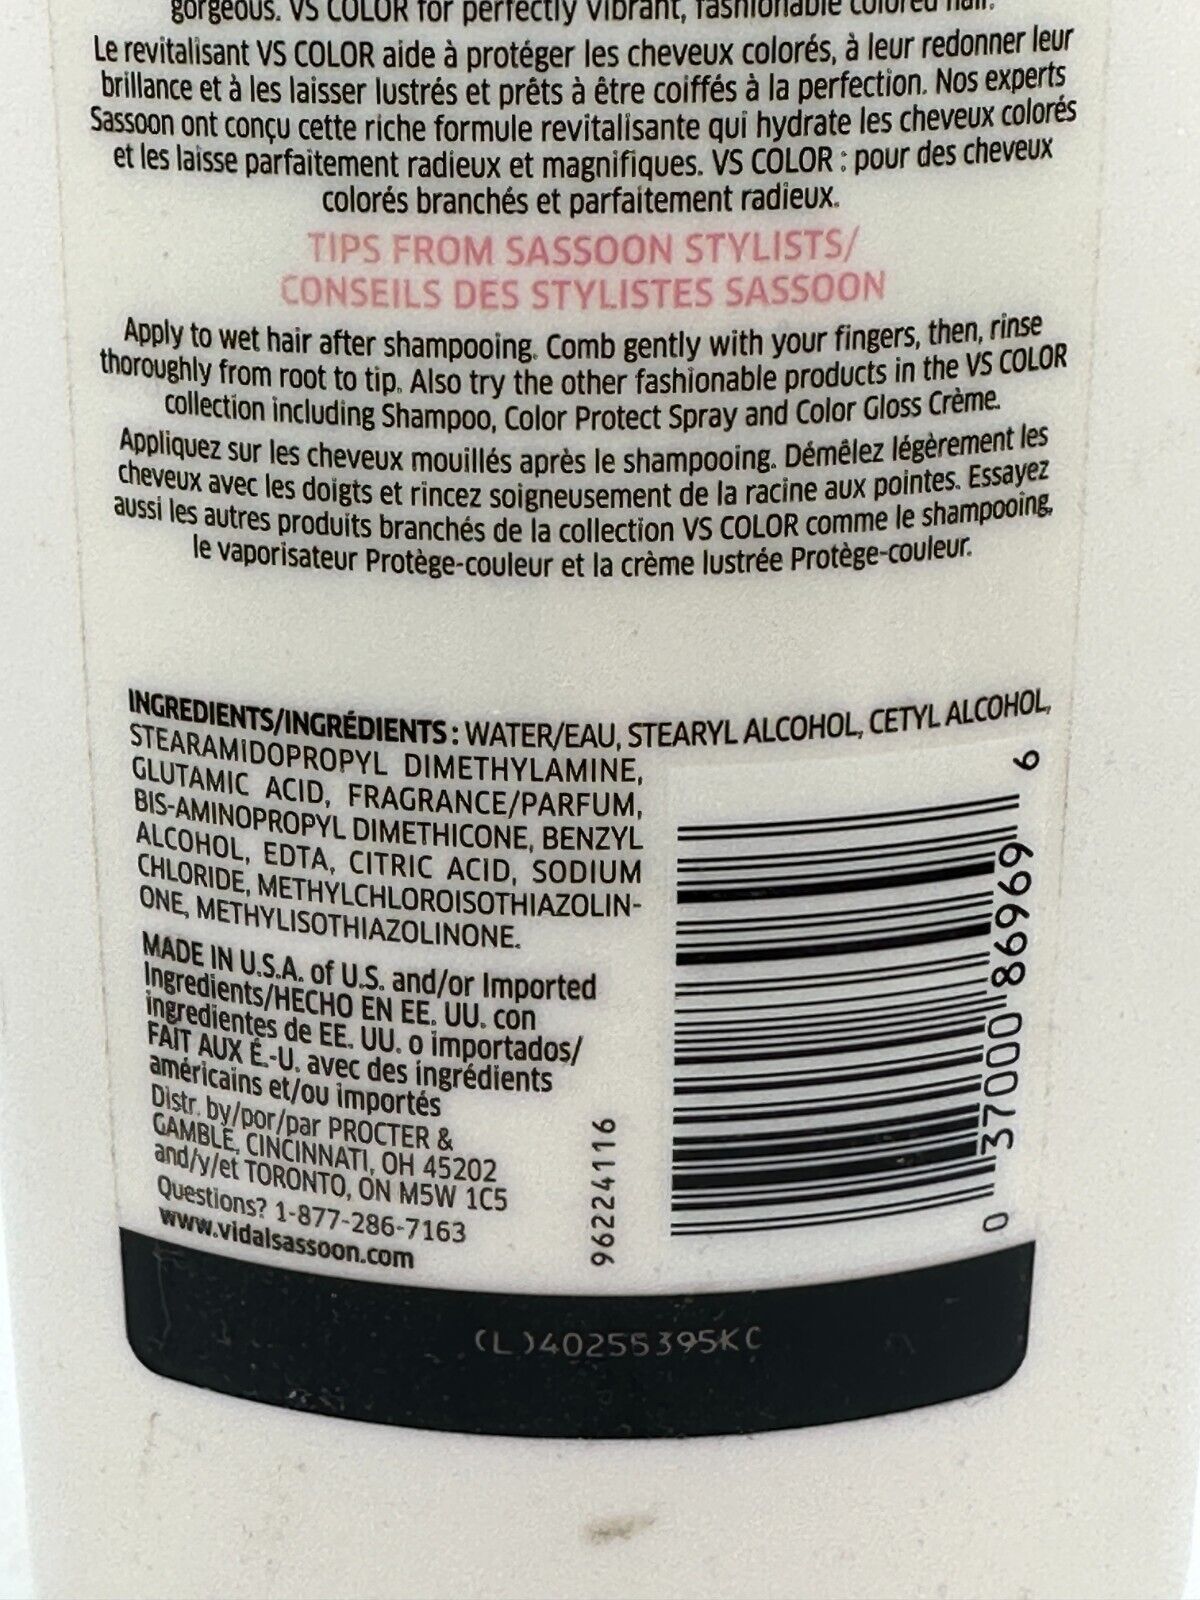 gorgeous. VS COLOR for perfectly vibrant, fashionable colored hair.
Le revitalisant VS COLOR aide à protéger les cheveux colorés, à leur redonner leur
brillance et à les laisser lustrés et prêts à être coiffés à la perfection. Nos experts
Sassoon ont conçu cette riche formule revitalisante qui hydrate les cheveux colorés
et les laisse parfaitement radieux et magnifiques. VS COLOR : pour des cheveux
colorés branchés et parfaitement radieux.
TIPS FROM SASSOON STYLISTS/
CONSEILS DES STYLISTES SASSOON
Apply to wet hair after shampooing. Comb gently with your fingers, then, rinse
thoroughly from root to tip. Also try the other fashionable products in the VS COLOR
collection including Shampoo, Color Protect Spray and Color Gloss Crème.
Appliquez sur les cheveux mouillés après le shampooing. Démêlez légèrement les
cheveux avec les doigts et rincez soigneusement de la racine aux pointes. Essayez
aussi les autres produits branchés de la collection VS COLOR comme le shampooing,
le vaporisateur Protège-couleur et la crème lustrée Protège-couleur.
INGREDIENTS/INGRÉDIENTS : WATER/EAU, STEARYL ALCOHOL, CETYL ALCOHOL,
STEARAMIDOPROPYL DIMETHYLAMINE,
GLUTAMIC ACID, FRAGRANCE/PARFUM,
BIS-AMINOPROPYL DIMETHICONE, BENZYL
ALCOHOL, EDTA, CITRIC ACID, SODIUM
CHLORIDE, METHYLCHLOROISOTHIAZOLIN-
ONE, METHYLISOTHIAZOLINONE.
MADE IN U.S.A. of U.S. and/or Imported
Ingredients/HECHO EN EE. UU. con
ingredientes de EE. UU. o importados/
FAIT AUX É.-U. avec des ingrédients
américains et/ou importés
Distr. by/por/par PROCTER &
GAMBLE, CINCINNATI, OH 45202
and/y/et TORONTO, ON M5W 1C5
Questions? 1-877-286-7163
www.vidalsassoon.com
96224116
0 37000 86969 6
(L)40255395KC